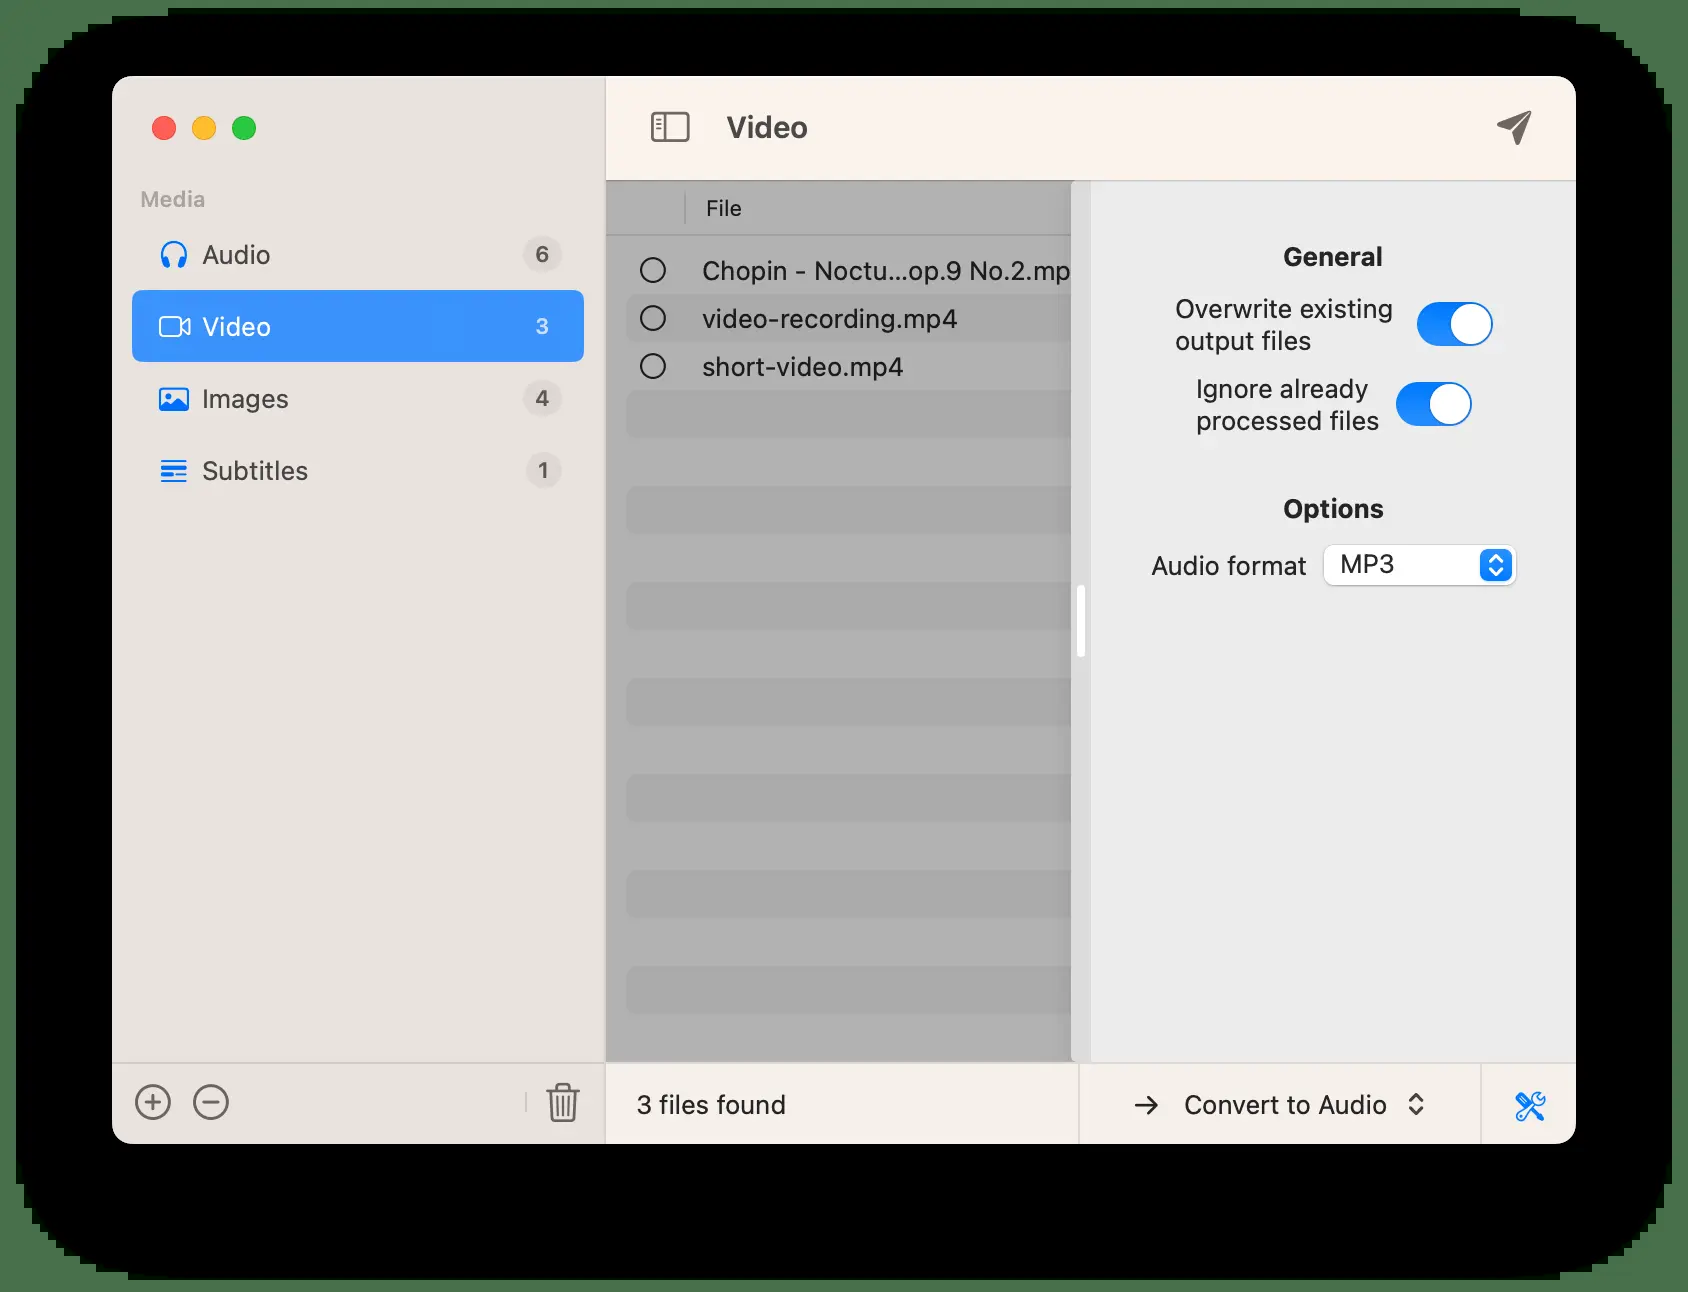 Media
Audio 6
Video 3
Images 4
Subtitles 1
Video
File
Chopin - Noctu...op.9 No.2.mp
video-recording.mp4
short-video.mp4
General
Overwrite existing
output files
Ignore already
processed files
Options
Audio format MP3
3 files found
→ Convert to Audio